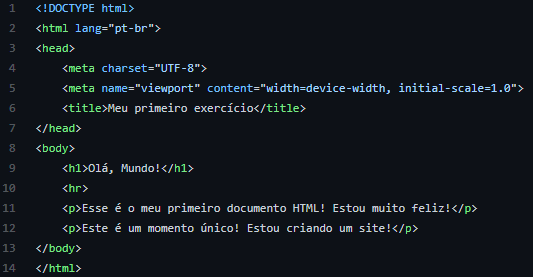 1 <!DOCTYPE html>
2 <html lang="pt-br">
3 <head>
4     <meta charset="UTF-8">
5     <meta name="viewport" content="width=device-width, initial-scale=1.0">
6     <title>Meu primeiro exercício</title>
7 </head>
8 <body>
9     <h1>Olá, Mundo!</h1>
10     <hr>
11     <p>Esse é o meu primeiro documento HTML! Estou muito feliz!</p>
12     <p>Este é um momento único! Estou criando um site!</p>
13 </body>
14 </html>